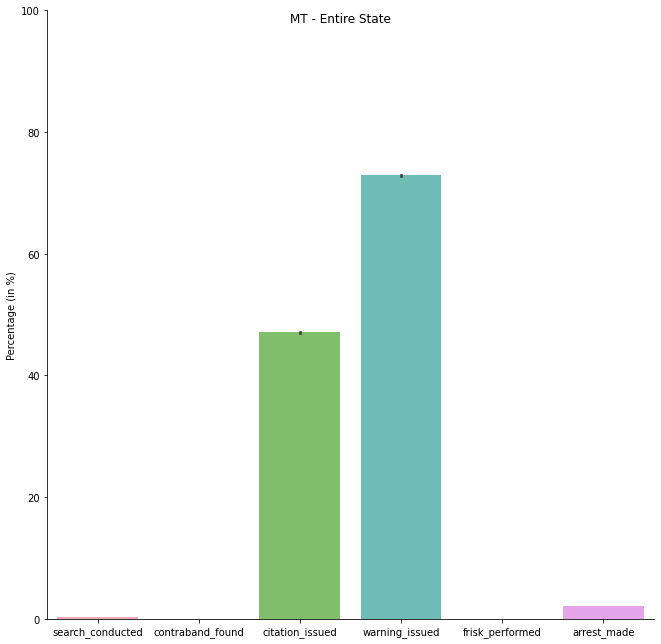 MT - Entire State
Percentage (in %)
100
80
60
40
20
0
search_conducted contraband_found citation_issued warning_issued frisk_performed arrest_made